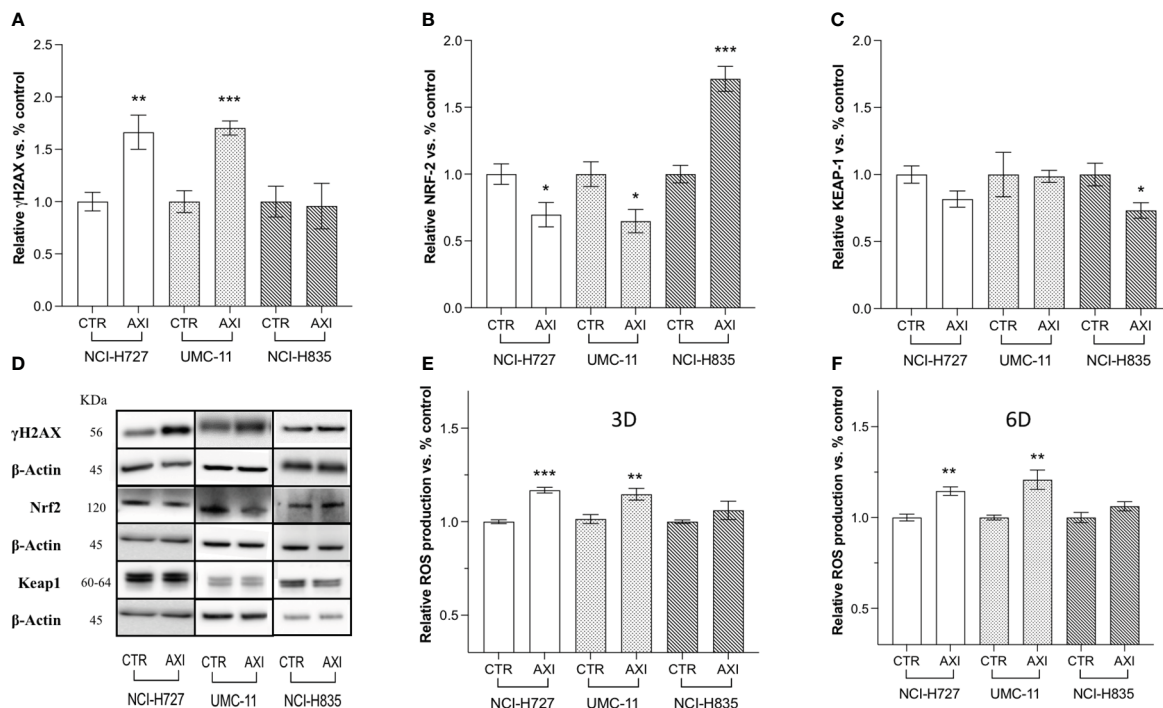 A
Relative γH2AX vs. % control
2.5
2.0
1.5
1.0
0.5
0.0
** ***
CTR AXI CTR AXI CTR AXI
NCI-H727 UMC-11 NCI-H835
B
Relative NRF-2 vs. % control
2.0
1.5
1.0
0.5
0.0
* * ***
CTR AXI CTR AXI CTR AXI
NCI-H727 UMC-11 NCI-H835
C
Relative KEAP-1 vs. % control
2.0
1.5
1.0
0.5
0.0
*
CTR AXI CTR AXI CTR AXI
NCI-H727 UMC-11 NCI-H835
D
KDa
γH2AX 56
β-Actin 45
Nrf2 120
β-Actin 45
Keap1 60-64
β-Actin 45
CTR AXI CTR AXI CTR AXI
NCI-H727 UMC-11 NCI-H835
E
3D
Relative ROS production vs. % control
1.5
1.0
0.5
*** **
CTR AXI CTR AXI CTR AXI
NCI-H727 UMC-11 NCI-H835
F
6D
Relative ROS production vs. % control
1.5
1.0
0.5
** **
CTR AXI CTR AXI CTR AXI
NCI-H727 UMC-11 NCI-H835